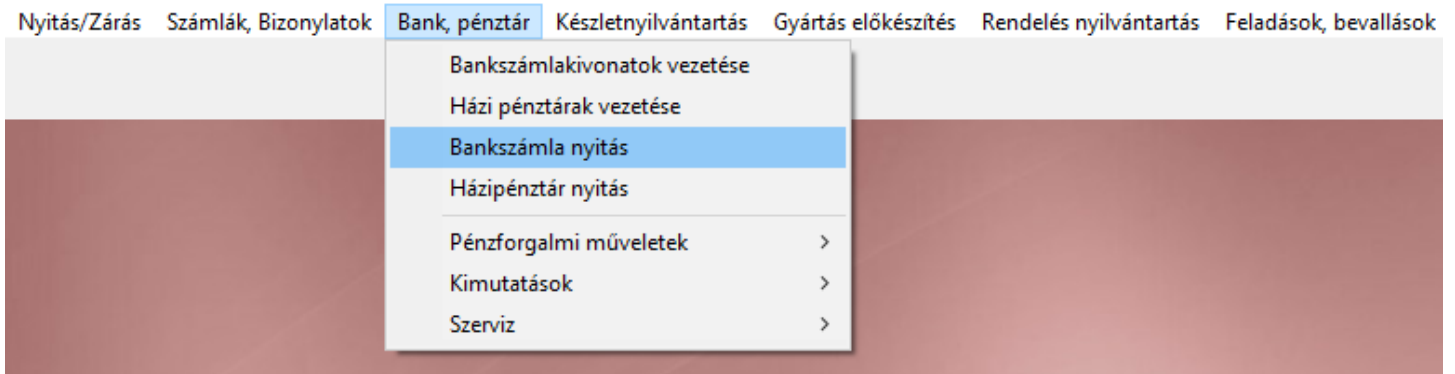 Nyitás/Zárás Számlák, Bizonylatok Bank, pénztár Készletnyilvántartás Gyártás előkészítés Rendelés nyilvántartás Feladások, bevallások
Bankszámlakivonatok vezetése
Házi pénztárak vezetése
Bankszámla nyitás
Házipénztár nyitás
Pénzforgalmi műveletek
Kimutatások
Szerviz